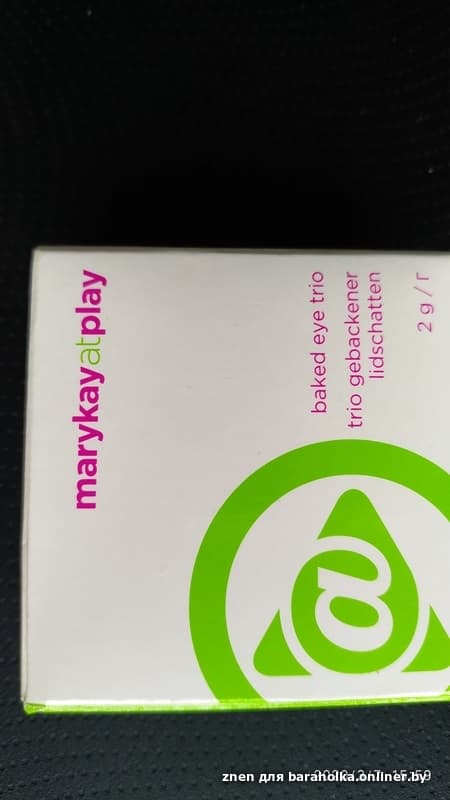 marykayatplay
baked eye trio
trio gebackener
lidschatten
2 g / г
@
znen для baraholka.onliner.by